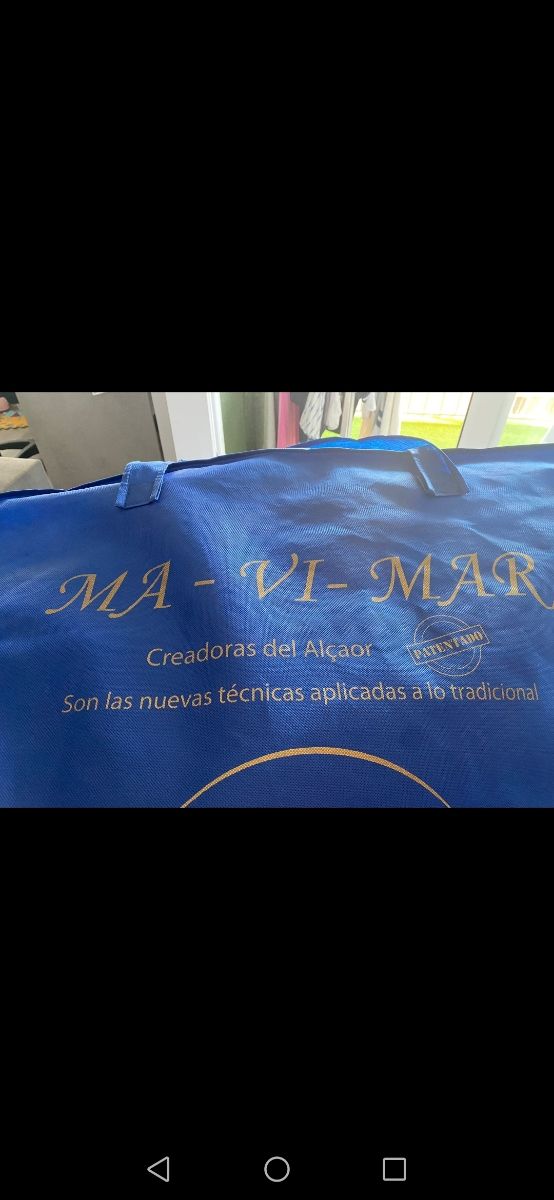 MA - VI- MAR
Creadoras del Alçaor
PATENTADO
Son las nuevas técnicas aplicadas a lo tradicional